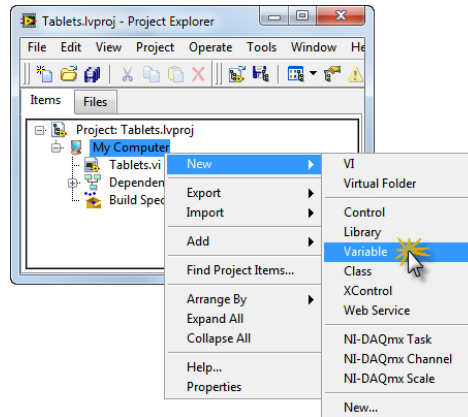 Tablets.lvproj - Project Explorer
File Edit View Project Operate Tools Window He
Items Files
Project: Tablets.lvproj
My Computer
Tablets.vi
Dependen
Build Spec
New
Export
Import
Add
Find Project Items...
Arrange By
Expand All
Collapse All
Help...
Properties
VI
Virtual Folder
Control
Library
Variable
Class
XControl
Web Service
NI-DAQmx Task
NI-DAQmx Channel
NI-DAQmx Scale
New...